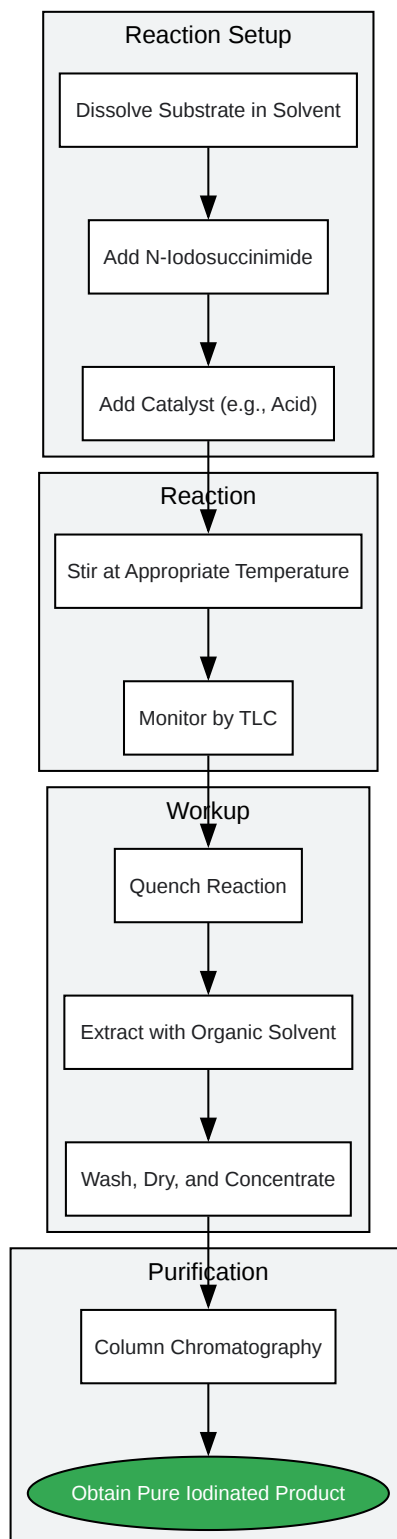 Reaction Setup
Dissolve Substrate in Solvent
Add N-Iodosuccinimide
Add Catalyst (e.g., Acid)
Reaction
Stir at Appropriate Temperature
Monitor by TLC
Workup
Quench Reaction
Extract with Organic Solvent
Wash, Dry, and Concentrate
Purification
Column Chromatography
Obtain Pure Iodinated Product